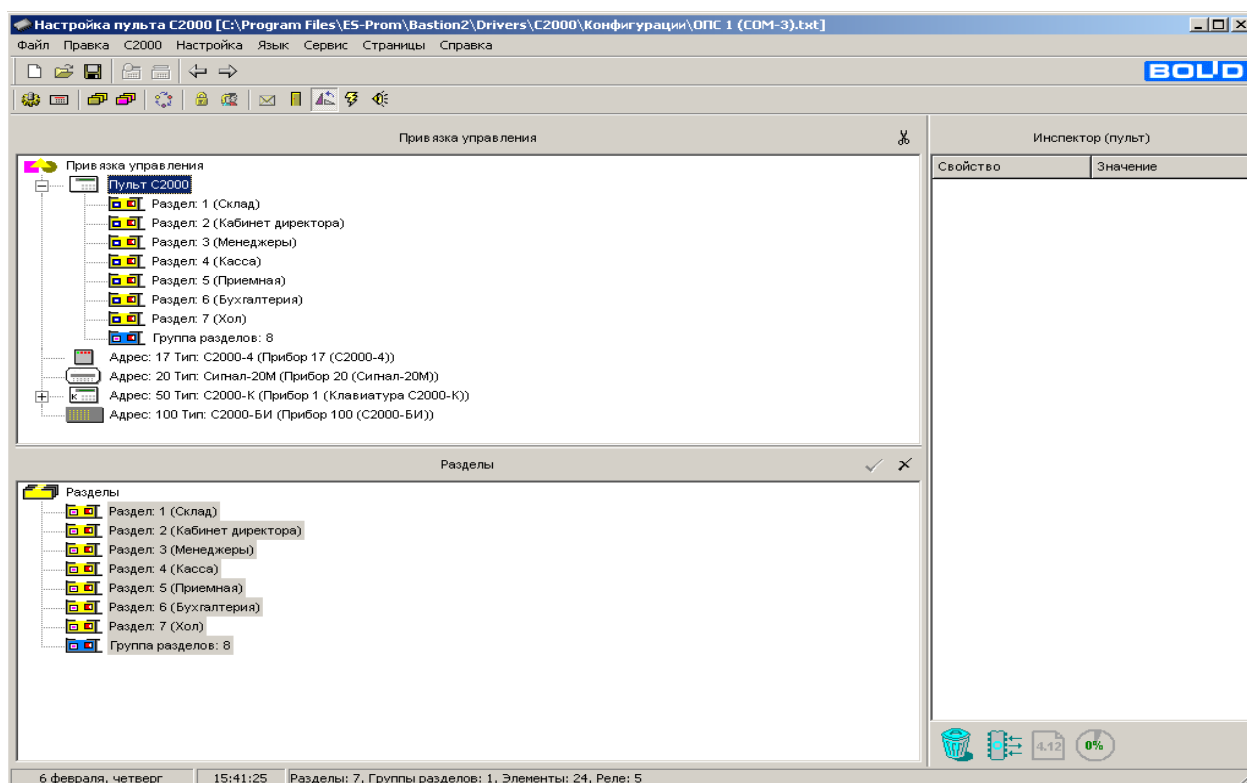 Настройка пульта С2000 [C:\Program Files\ES-Prom\Bastion2\Drivers\C2000\Конфигурации\ОПС 1 (COM-3).txt]
Файл Правка С2000 Настройка Язык Сервис Страницы Справка
BOLID
Привязка управления
Инспектор (пульт)
Привязка управления
Свойство Значение
Пульт С2000
Раздел: 1 (Склад)
Раздел: 2 (Кабинет директора)
Раздел: 3 (Менеджеры)
Раздел: 4 (Касса)
Раздел: 5 (Приемная)
Раздел: 6 (Бухгалтерия)
Раздел: 7 (Хол)
Группа разделов: 8
Адрес: 17 Тип: С2000-4 (Прибор 17 (С2000-4))
Адрес: 20 Тип: Сигнал-20М (Прибор 20 (Сигнал-20М))
Адрес: 50 Тип: С2000-К (Прибор 1 (Клавиатура С2000-К))
Адрес: 100 Тип: С2000-БИ (Прибор 100 (С2000-БИ))
Разделы
Разделы
Раздел: 1 (Склад)
Раздел: 2 (Кабинет директора)
Раздел: 3 (Менеджеры)
Раздел: 4 (Касса)
Раздел: 5 (Приемная)
Раздел: 6 (Бухгалтерия)
Раздел: 7 (Хол)
Группа разделов: 8
4.12 0%
6 февраля, четверг 15:41:25 Разделы: 7, Группы разделов: 1, Элементы: 24, Реле: 5